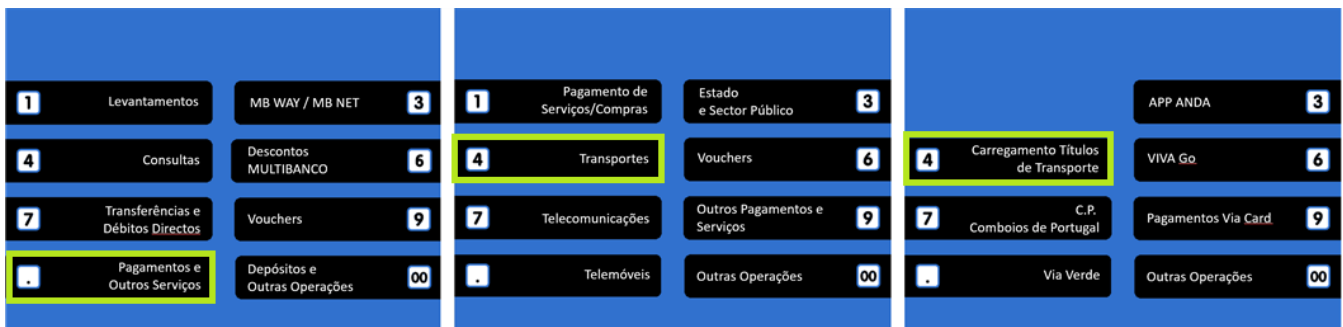 1 Levantamentos
MB WAY / MB NET 3
4 Consultas
Descontos
MULTIBANCO 6
7 Transferências e
Débitos Directos
Vouchers 9
. Pagamentos e
Outros Serviços
Depósitos e
Outras Operações 00
1 Pagamento de
Serviços/Compras
Estado
e Sector Público 3
4 Transportes
Vouchers 6
7 Telecomunicações
Outros Pagamentos e
Serviços 9
. Telemóveis
Outras Operações 00
APP ANDA 3
4 Carregamento Títulos
de Transporte
VIVA Go 6
7 C.P.
Comboios de Portugal
Pagamentos Via Card 9
. Via Verde
Outras Operações 00